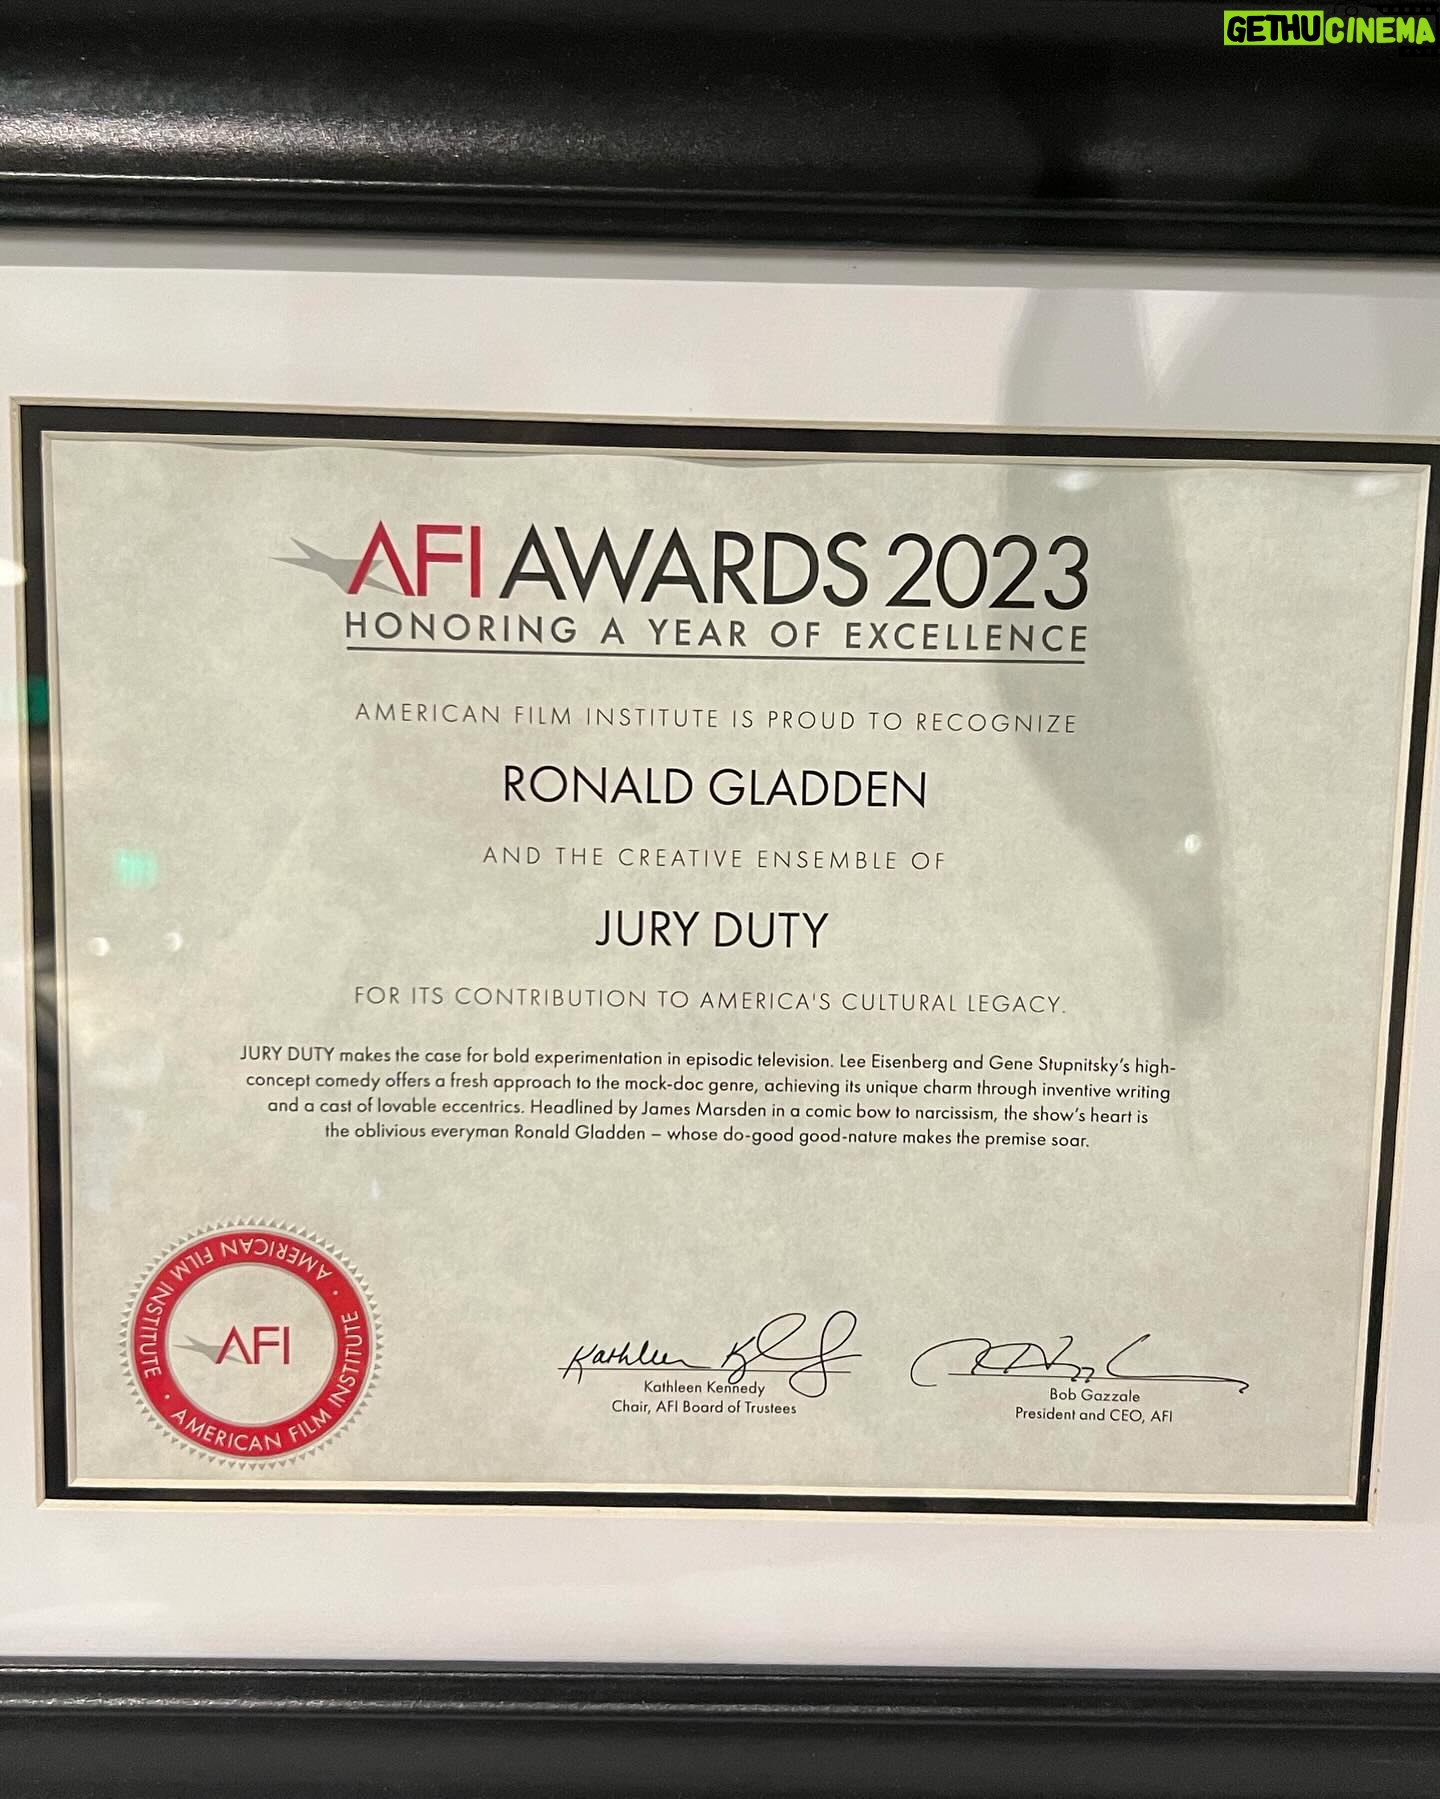 GETHUCINEMA
AFI AWARDS 2023
HONORING A YEAR OF EXCELLENCE
AMERICAN FILM INSTITUTE IS PROUD TO RECOGNIZE
RONALD GLADDEN
AND THE CREATIVE ENSEMBLE OF
JURY DUTY
FOR ITS CONTRIBUTION TO AMERICA'S CULTURAL LEGACY.
JURY DUTY makes the case for bold experimentation in episodic television. Lee Eisenberg and Gene Stupnitsky's high-
concept comedy offers a fresh approach to the mock-doc genre, achieving its unique charm through inventive writing
and a cast of lovable eccentrics. Headlined by James Marsden in a comic bow to narcissism, the show's heart is
the oblivious everyman Ronald Gladden – whose do-good good-nature makes the premise soar.
AMERICAN FILM INSTITUTE · AMERICAN FILM INSTITUTE ·
AFI
Kathleen Kennedy
Chair, AFI Board of Trustees
Bob Gazzale
President and CEO, AFI